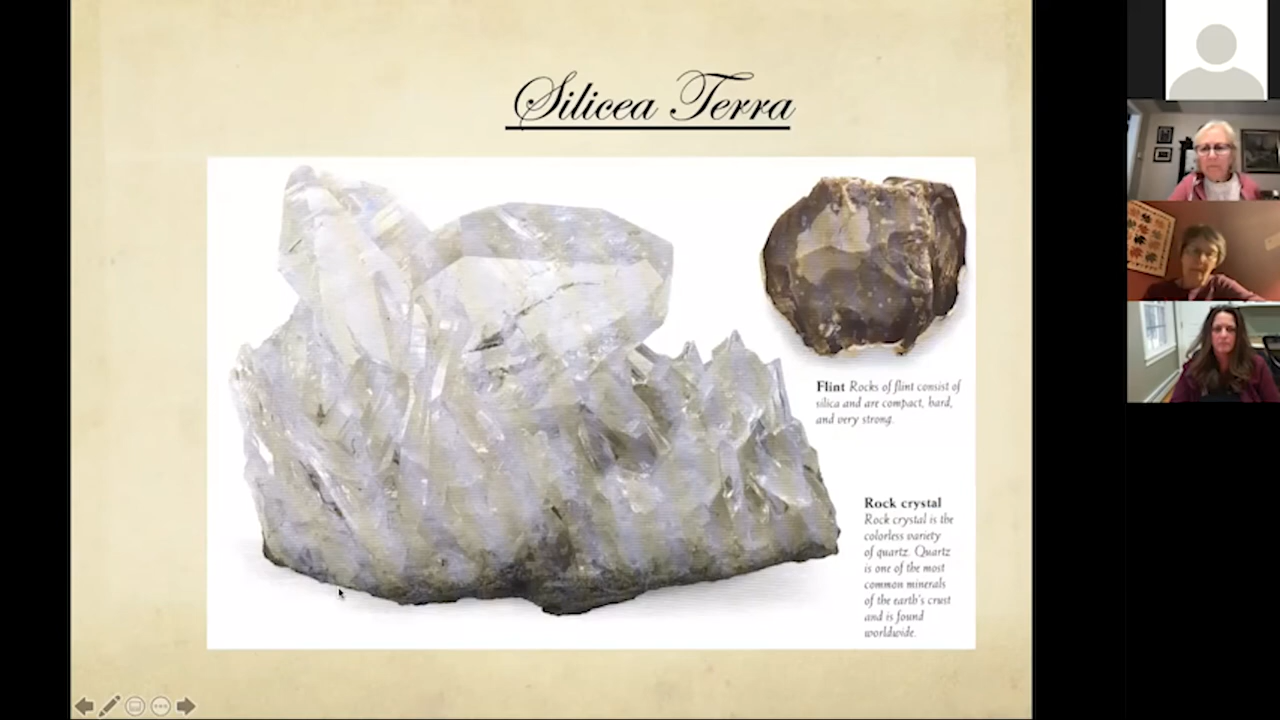 Silicea Terra
Flint Rocks of flint consist of
silica and are compact, hard,
and very strong.
Rock crystal
Rock crystal is the
colorless variety
of quartz. Quartz
is one of the most
common minerals
of the earth's crust
and is found
worldwide.